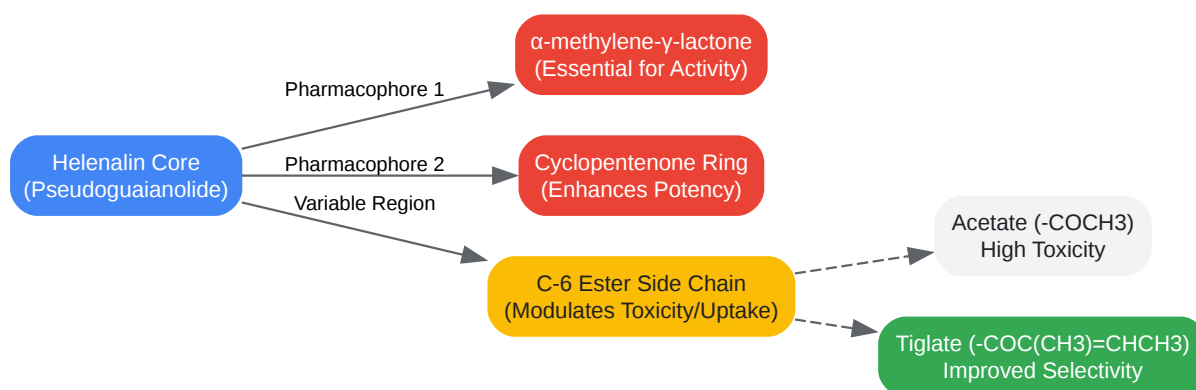 α-methylene-γ-lactone
(Essential for Activity)
Pharmacophore 1
Helenalin Core
(Pseudoguaianolide)
Pharmacophore 2
Cyclopentenone Ring
(Enhances Potency)
Variable Region
C-6 Ester Side Chain
(Modulates Toxicity/Uptake)
Acetate (-COCH3)
High Toxicity
Tiglate (-COC(CH3)=CHCH3)
Improved Selectivity